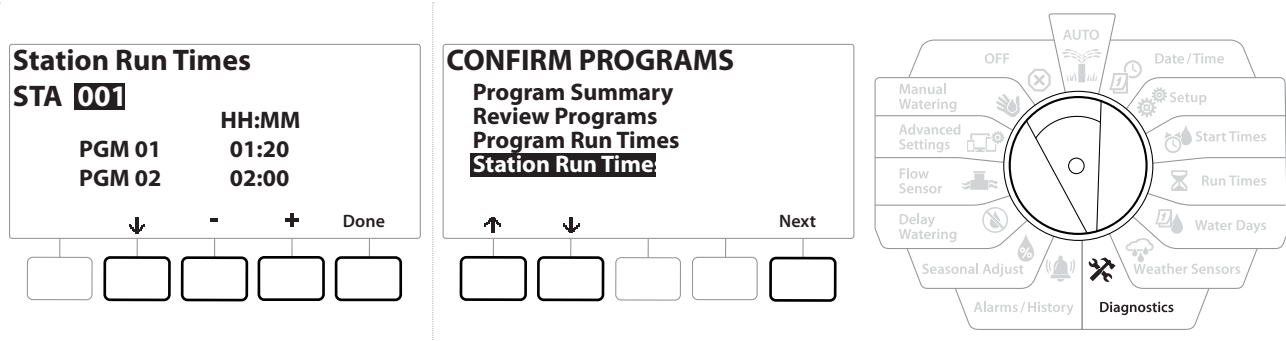 Station Run Times
STA 001
HH:MM
PGM 01 01:20
PGM 02 02:00
- + Done
CONFIRM PROGRAMS
Program Summary
Review Programs
Program Run Times
Station Run Time
Next
AUTO
OFF
Date/Time
Manual
Watering
Setup
Advanced
Settings
Start Times
Flow
Sensor
Run Times
Delay
Watering
Water Days
Seasonal Adjust
Weather Sensors
Alarms/History
Diagnostics